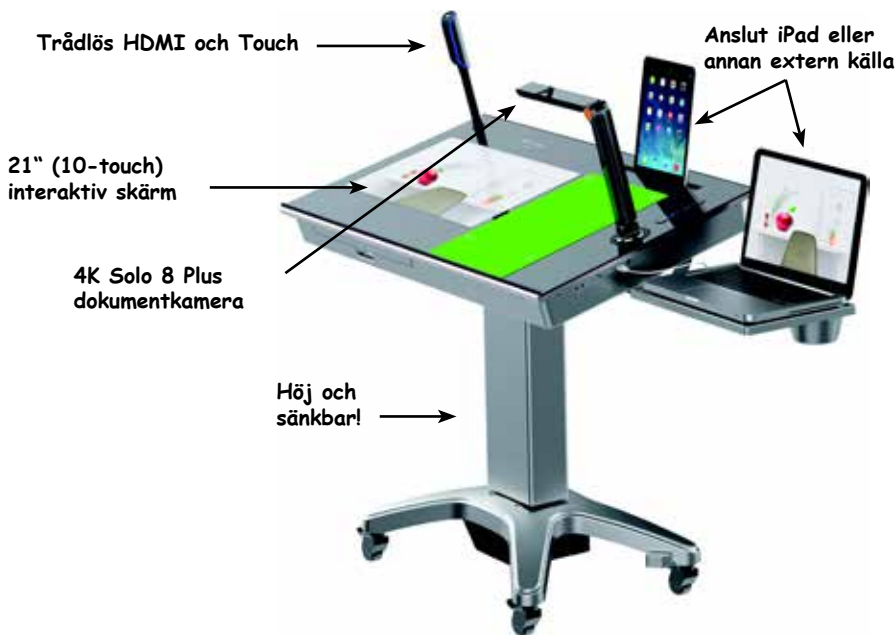 Trådlös HDMI och Touch
Anslut iPad eller
annan extern källa
21“ (10-touch)
interaktiv skärm
4K Solo 8 Plus
dokumentkamera
Höj och
sänkbar!